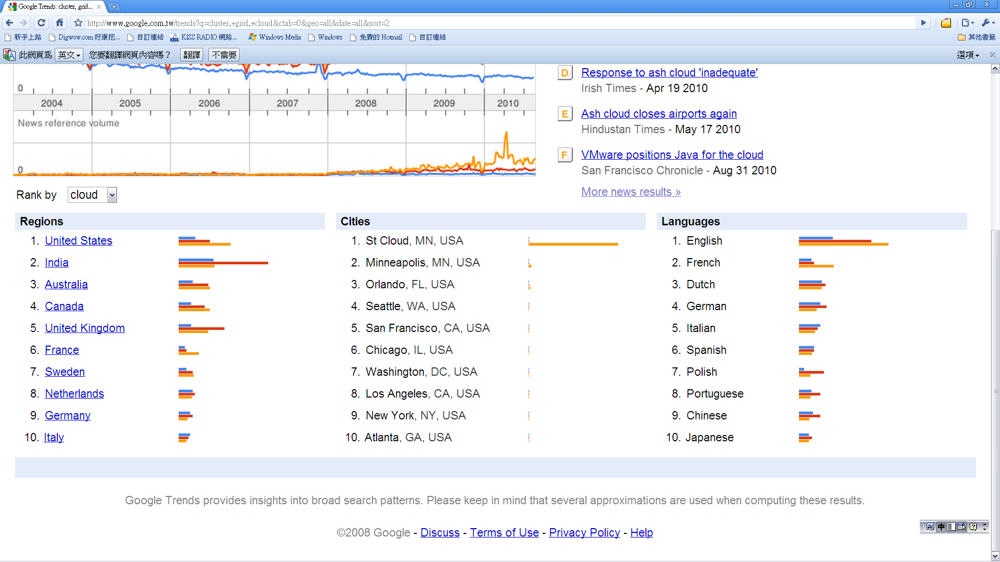 Google Trends: cluster, grid...
http://www.google.com.tw/trends?q=cluster,+grid,+cloud&ctab=0&geo=all&date=all&sort=2
新手上路 Digwow.com 好康挖... 自訂連結 KISS RADIO 網路... Windows Media Windows 免費的 Hotmail 自訂連結 其他書籤
此網頁為 英文 您要翻譯網頁內容嗎？ 翻譯 不需要 選項
0
2004 2005 2006 2007 2008 2009 2010
News reference volume
0
D Response to ash cloud 'inadequate'
Irish Times - Apr 19 2010
E Ash cloud closes airports again
Hindustan Times - May 17 2010
F VMware positions Java for the cloud
San Francisco Chronicle - Aug 31 2010
More news results »
Rank by cloud
Regions
1. United States
2. India
3. Australia
4. Canada
5. United Kingdom
6. France
7. Sweden
8. Netherlands
9. Germany
10. Italy
Cities
1. St Cloud, MN, USA
2. Minneapolis, MN, USA
3. Orlando, FL, USA
4. Seattle, WA, USA
5. San Francisco, CA, USA
6. Chicago, IL, USA
7. Washington, DC, USA
8. Los Angeles, CA, USA
9. New York, NY, USA
10. Atlanta, GA, USA
Languages
1. English
2. French
3. Dutch
4. German
5. Italian
6. Spanish
7. Polish
8. Portuguese
9. Chinese
10. Japanese
Google Trends provides insights into broad search patterns. Please keep in mind that several approximations are used when computing these results.
©2008 Google - Discuss - Terms of Use - Privacy Policy - Help
中